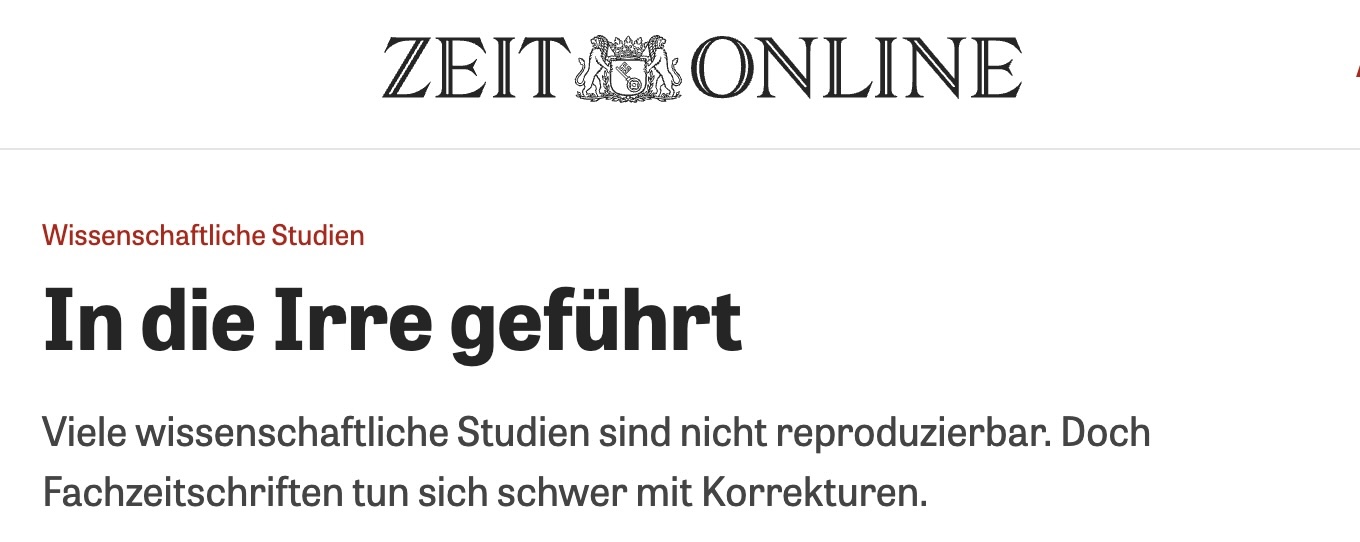 ZEIT ONLINE
Wissenschaftliche Studien
In die Irre geführt
Viele wissenschaftliche Studien sind nicht reproduzierbar. Doch
Fachzeitschriften tun sich schwer mit Korrekturen.